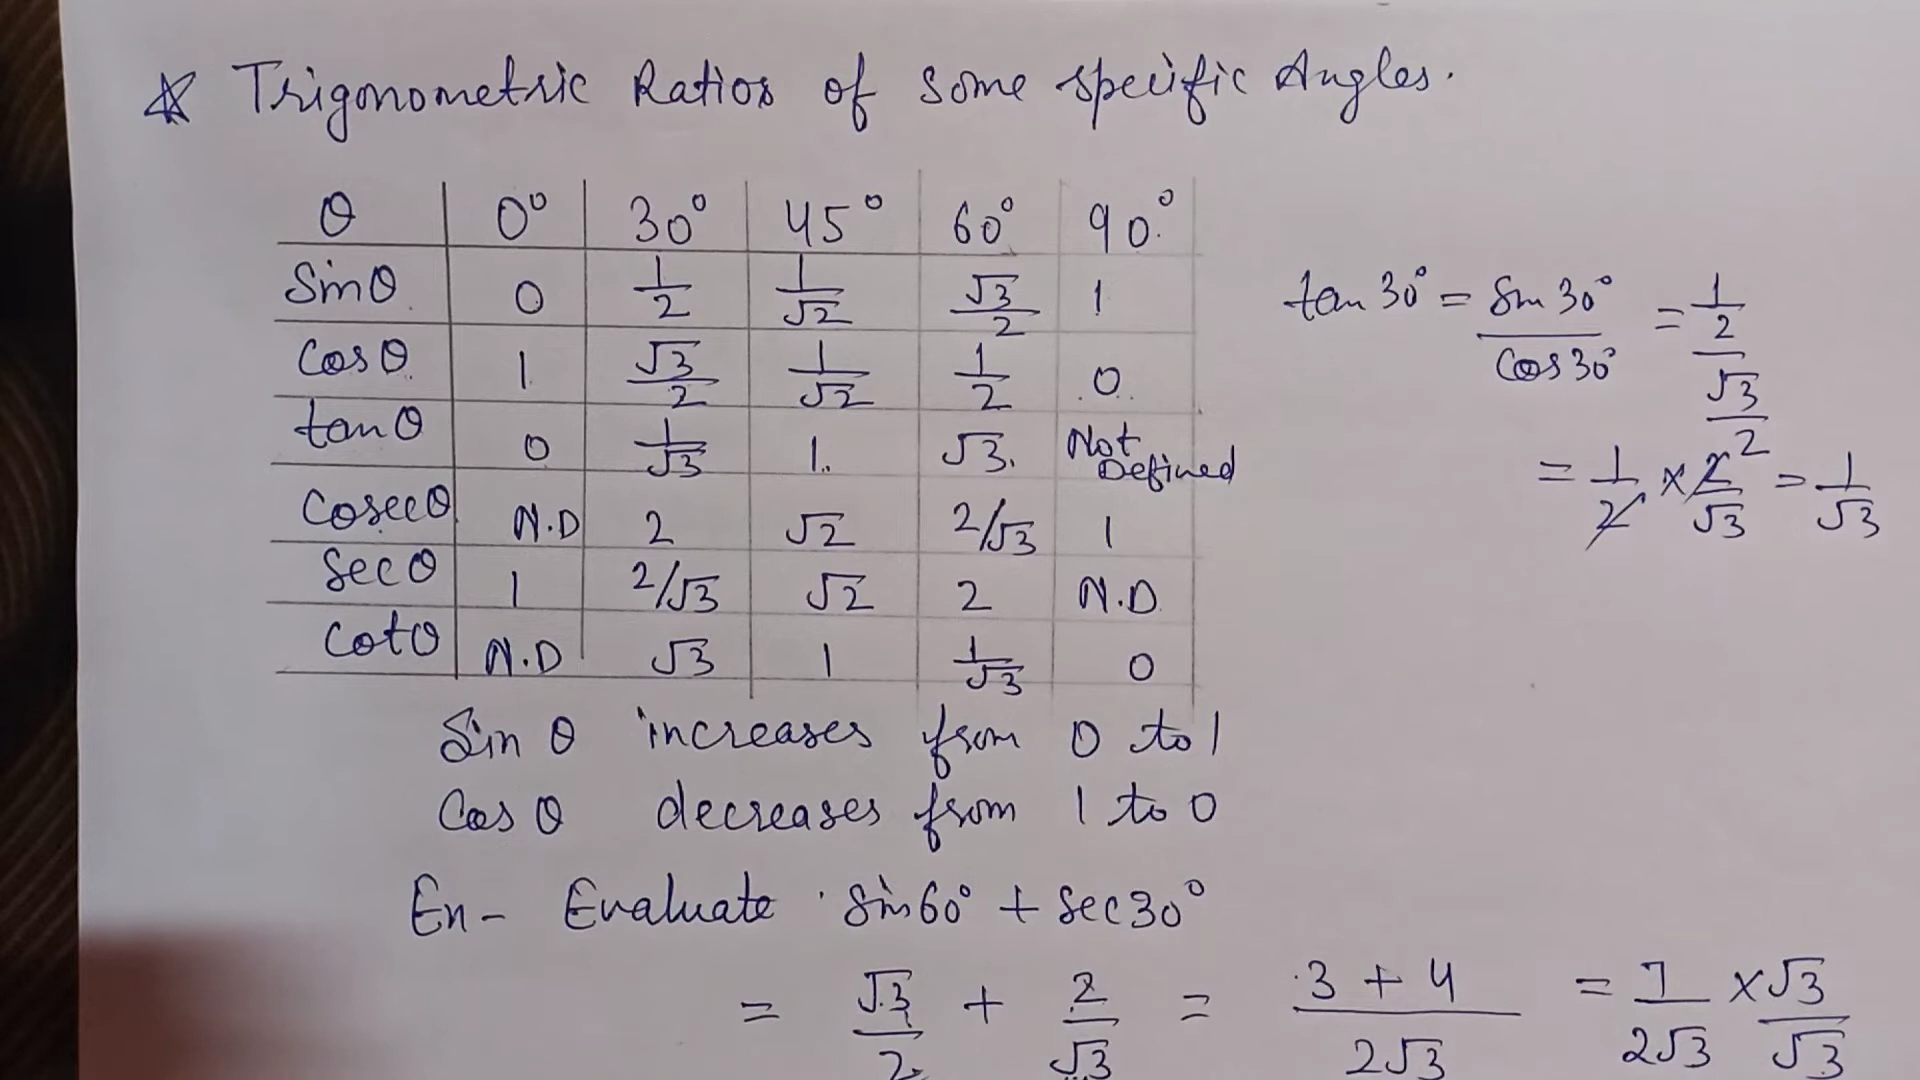 ☆ Trigonometric Ratios of some specific Angles.
θ 0° 30° 45° 60° 90°
Sinθ 0 1/2 1/√2 √3/2 1
Cosθ 1 √3/2 1/√2 1/2 0
tanθ 0 1/√3 1 √3 Not Defined
Cosecθ N.D 2 √2 2/√3 1
Secθ 1 2/√3 √2 2 N.D
Cotθ N.D √3 1 1/√3 0
tan 30° = Sin 30° / Cos 30° = 1/2 / √3/2
= 1/2 × 2/√3 = 1/√3
Sin θ increases from 0 to 1
Cos θ decreases from 1 to 0
Ex- Evaluate Sin60° + Sec30°
= √3/2 + 2/√3 = 3 + 4 / 2√3 = 7/2√3 × √3/√3